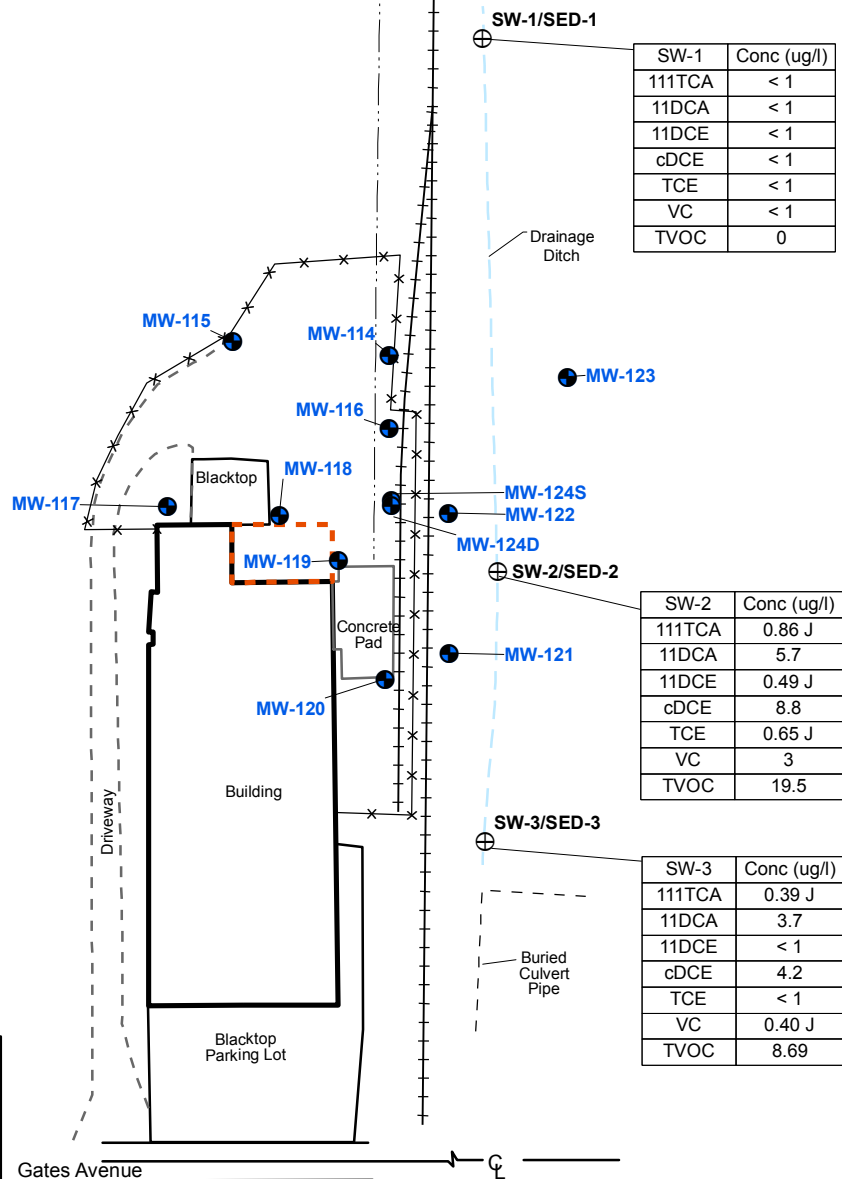 SW-1/SED-1
SW-1 Conc (ug/l)
111TCA < 1
11DCA < 1
11DCE < 1
cDCE < 1
TCE < 1
VC < 1
TVOC 0
Drainage
Ditch
MW-115
MW-114
MW-123
MW-116
Blacktop
MW-118
MW-117
MW-124S
MW-122
MW-124D
MW-119
SW-2/SED-2
SW-2 Conc (ug/l)
111TCA 0.86 J
11DCA 5.7
11DCE 0.49 J
cDCE 8.8
TCE 0.65 J
VC 3
TVOC 19.5
Concrete
Pad
MW-121
MW-120
Building
Driveway
SW-3/SED-3
SW-3 Conc (ug/l)
111TCA 0.39 J
11DCA 3.7
11DCE < 1
cDCE 4.2
TCE < 1
VC 0.40 J
TVOC 8.69
Buried
Culvert
Pipe
Blacktop
Parking Lot
Gates Avenue
℄